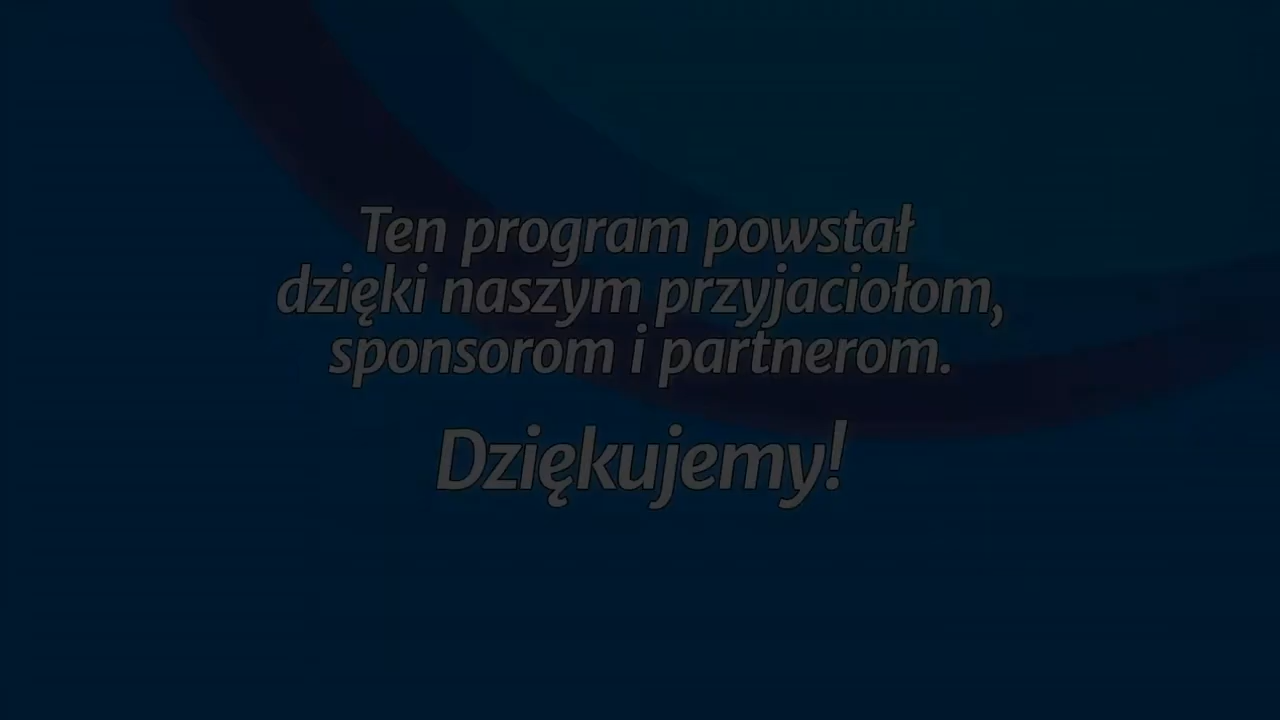 Ten program powstał
dzięki naszym przyjaciołom,
sponsorom i partnerom.
Dziękujemy!